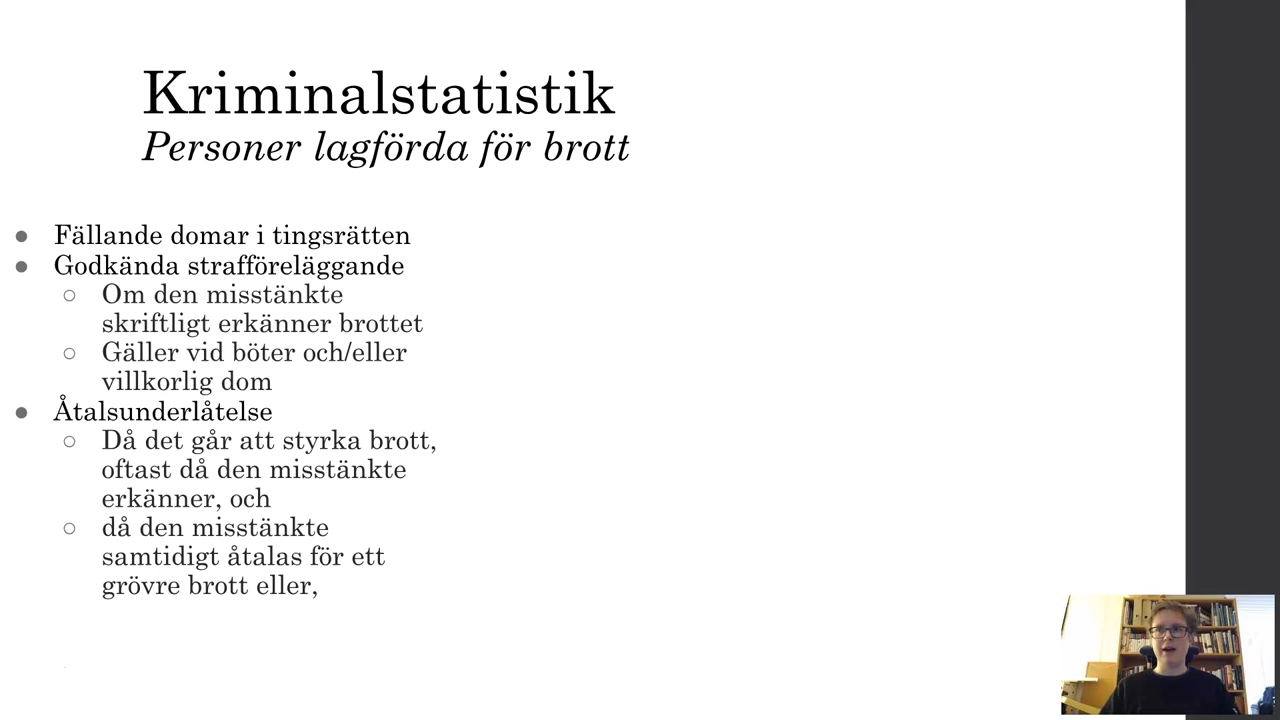 Kriminalstatistik
Personer lagförda för brott
● Fällande domar i tingsrätten
● Godkända strafföreläggande
○ Om den misstänkte
skriftligt erkänner brottet
○ Gäller vid böter och/eller
villkorlig dom
● Åtalsunderlåtelse
○ Då det går att styrka brott,
oftast då den misstänkte
erkänner, och
○ då den misstänkte
samtidigt åtalas för ett
grövre brott eller,